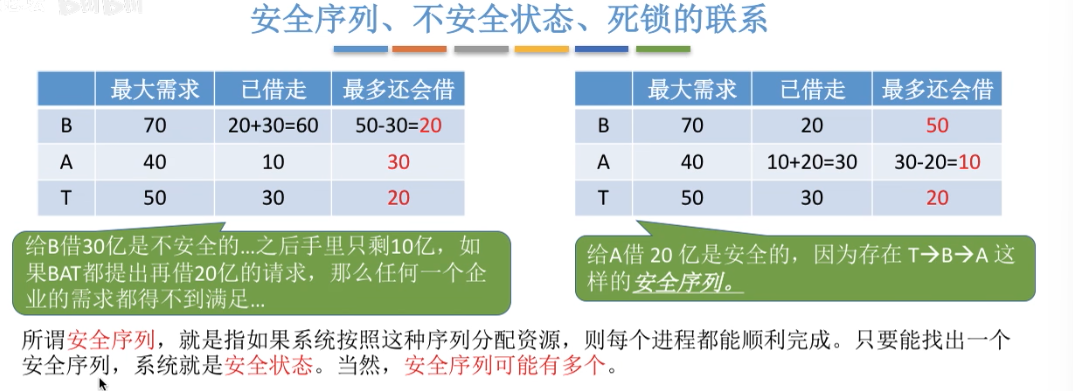 安全序列、不安全状态、死锁的联系
最大需求 已借走 最多还会借
B 70 20+30=60 50-30=20
A 40 10 30
T 50 30 20
给B借30亿是不安全的...之后手里只剩10亿，如
果BAT都提出再借20亿的请求，那么任何一个企
业的需求都得不到满足...
最大需求 已借走 最多还会借
B 70 20 50
A 40 10+20=30 30-20=10
T 50 30 20
给A借 20 亿是安全的，因为存在 T→B→A 这
样的安全序列。
所谓安全序列，就是指如果系统按照这种序列分配资源，则每个进程都能顺利完成。只要能找出一个
安全序列，系统就是安全状态。当然，安全序列可能有多个。